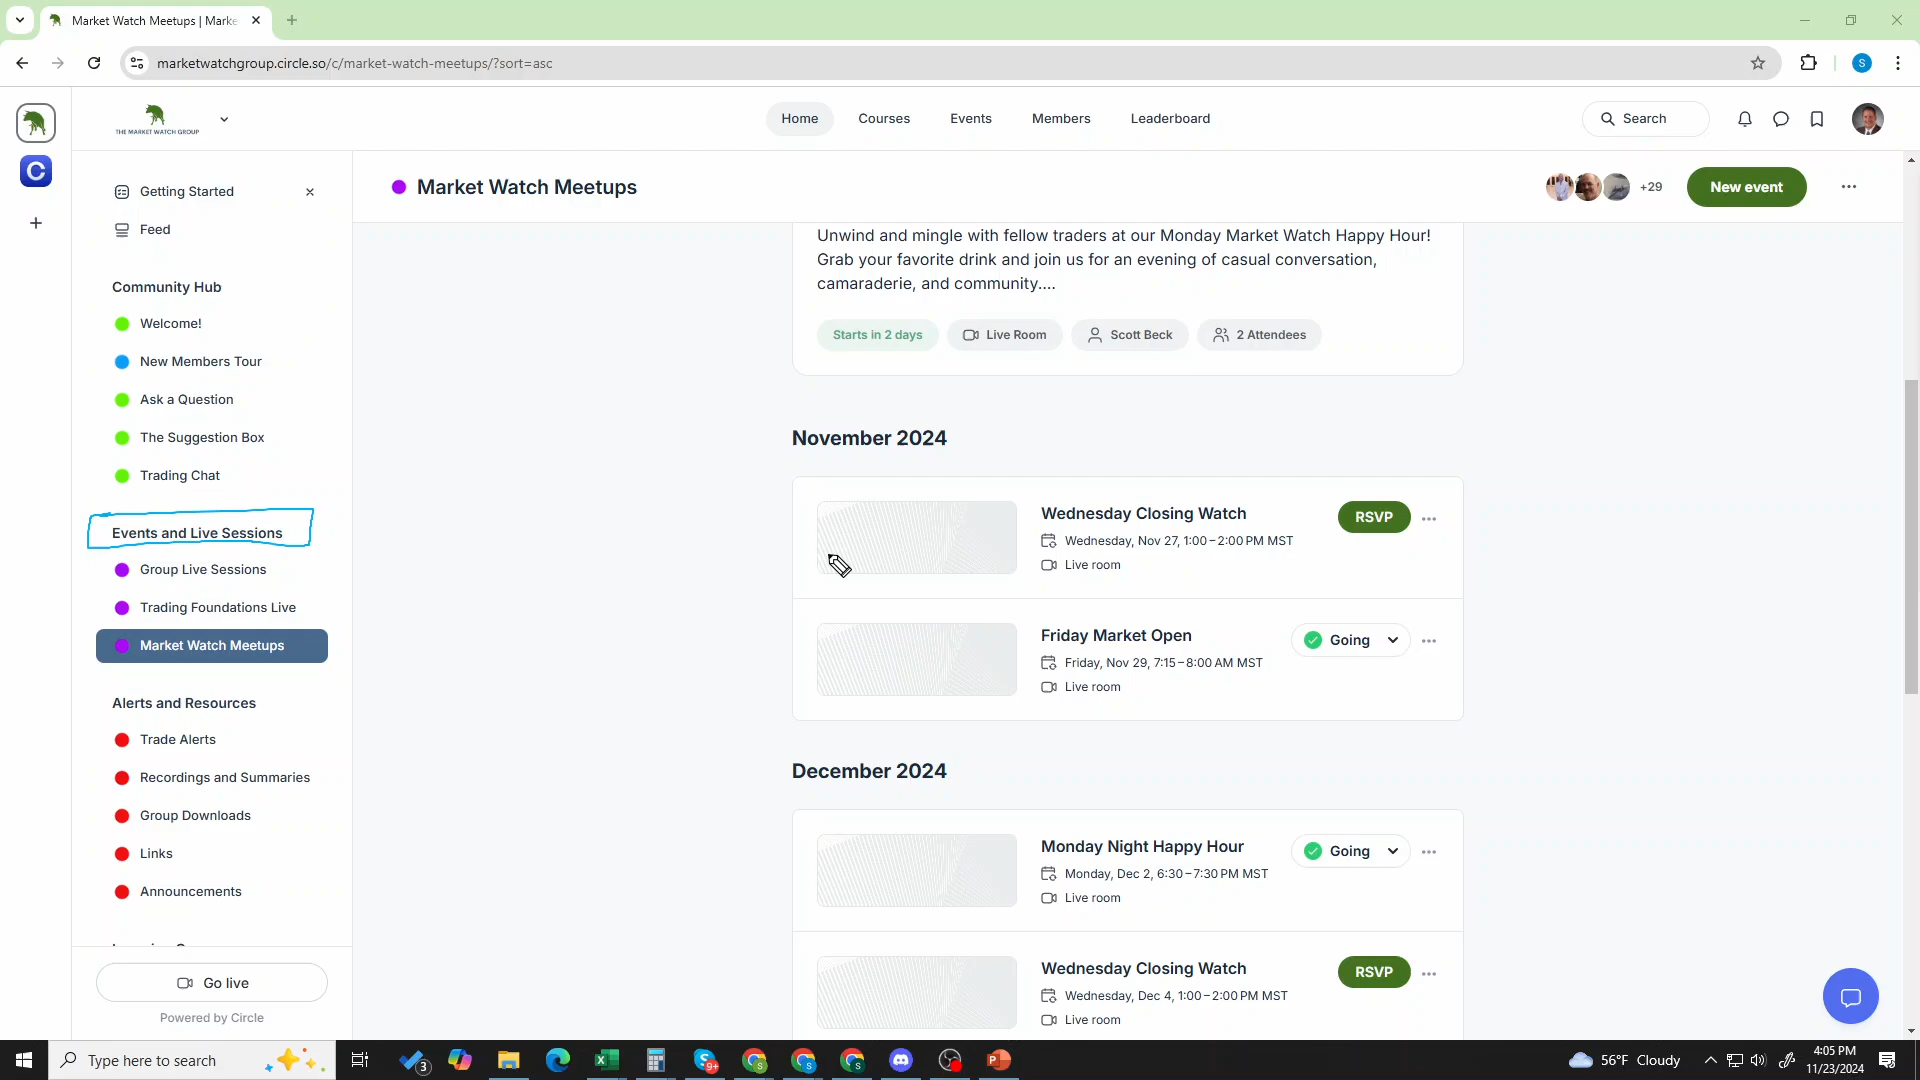 Market Watch Meetups | Marke
marketwatchgroup.circle.so/c/market-watch-meetups/?sort=asc
S
C
THE MARKET WATCH GROUP
Home
Courses
Events
Members
Leaderboard
Search
Getting Started
Feed
Community Hub
Welcome!
New Members Tour
Ask a Question
The Suggestion Box
Trading Chat
Events and Live Sessions
Group Live Sessions
Trading Foundations Live
Market Watch Meetups
Alerts and Resources
Trade Alerts
Recordings and Summaries
Group Downloads
Links
Announcements
Go live
Powered by Circle
Market Watch Meetups
+29
New event
Unwind and mingle with fellow traders at our Monday Market Watch Happy Hour!
Grab your favorite drink and join us for an evening of casual conversation,
camaraderie, and community....
Starts in 2 days
Live Room
Scott Beck
2 Attendees
November 2024
Wednesday Closing Watch
Wednesday, Nov 27, 1:00 – 2:00 PM MST
Live room
RSVP
Friday Market Open
Friday, Nov 29, 7:15 – 8:00 AM MST
Live room
Going
December 2024
Monday Night Happy Hour
Monday, Dec 2, 6:30 – 7:30 PM MST
Live room
Going
Wednesday Closing Watch
Wednesday, Dec 4, 1:00 – 2:00 PM MST
Live room
RSVP
Type here to search
3
9+
56°F Cloudy
4:05 PM
11/23/2024